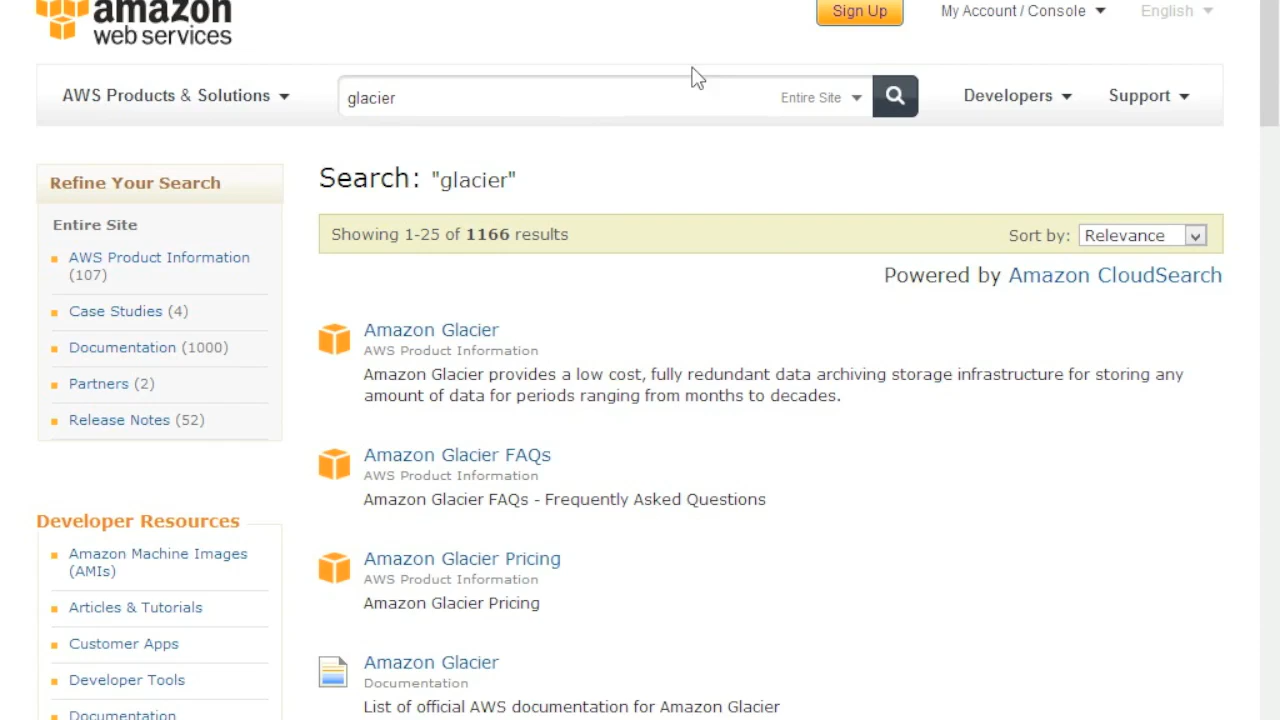 amazon
web services
Sign Up
My Account / Console
English
AWS Products & Solutions
glacier
Entire Site
Developers
Support
Refine Your Search
Entire Site
AWS Product Information
(107)
Case Studies (4)
Documentation (1000)
Partners (2)
Release Notes (52)
Developer Resources
Amazon Machine Images
(AMIs)
Articles & Tutorials
Customer Apps
Developer Tools
Documentation
Search: "glacier"
Showing 1-25 of 1166 results
Sort by: Relevance
Powered by Amazon CloudSearch
Amazon Glacier
AWS Product Information
Amazon Glacier provides a low cost, fully redundant data archiving storage infrastructure for storing any
amount of data for periods ranging from months to decades.
Amazon Glacier FAQs
AWS Product Information
Amazon Glacier FAQs - Frequently Asked Questions
Amazon Glacier Pricing
AWS Product Information
Amazon Glacier Pricing
Amazon Glacier
Documentation
List of official AWS documentation for Amazon Glacier